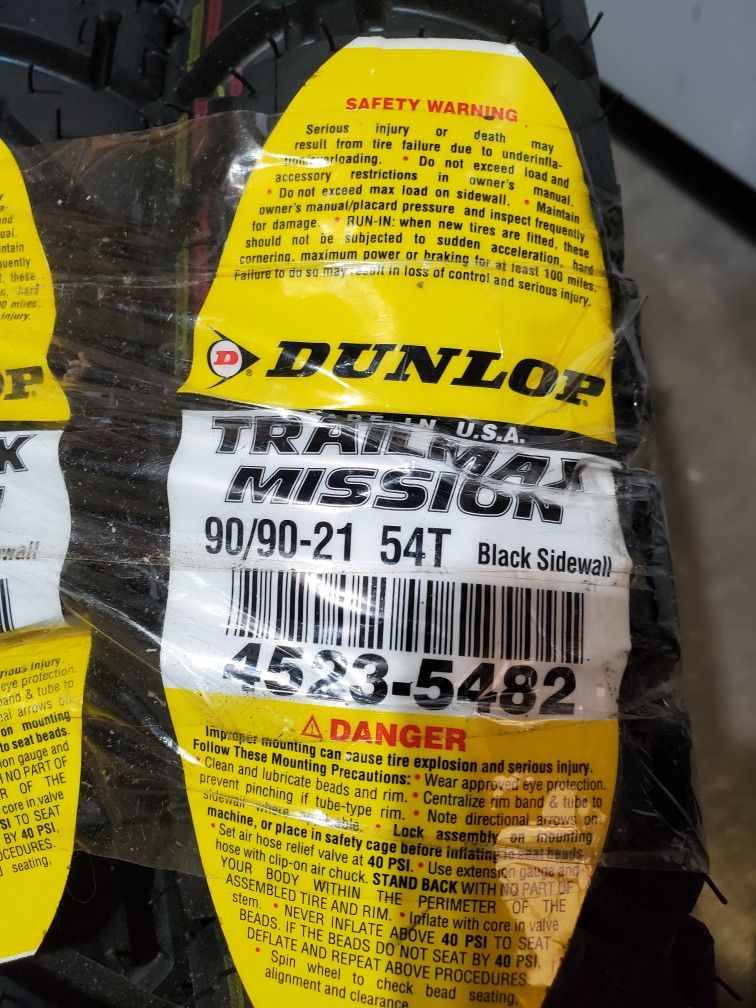 SAFETY WARNING
Serious injury or death may
result from tire failure due to underinfla-
tion/overloading. • Do not exceed load and
accessory restrictions in owner's manual.
• Do not exceed max load on sidewall. • Maintain
owner's manual/placard pressure and inspect frequently
for damage. • RUN-IN: when new tires are fitted, these
should not be subjected to sudden acceleration, hard
cornering, maximum power or braking for at least 100 miles.
Failure to do so may result in loss of control and serious injury.
D DUNLOP
MADE IN U.S.A.
TRAILMAX
MISSION
90/90-21 54T Black Sidewall
4523-5482
⚠ DANGER
Improper mounting can cause tire explosion and serious injury.
Follow These Mounting Precautions: • Wear approved eye protection.
• Clean and lubricate beads and rim. • Centralize rim band & tube to
prevent pinching if tube-type rim. • Note directional arrows on
sidewall where applicable. • Lock assembly on mounting
machine, or place in safety cage before inflating to seat beads.
• Set air hose relief valve at 40 PSI. • Use extension gauge and
hose with clip-on air chuck. STAND BACK WITH NO PART OF
YOUR BODY WITHIN THE PERIMETER OF THE
ASSEMBLED TIRE AND RIM. • Inflate with core in valve
stem. • NEVER INFLATE ABOVE 40 PSI TO SEAT
BEADS. IF THE BEADS DO NOT SEAT BY 40 PSI,
DEFLATE AND REPEAT ABOVE PROCEDURES.
• Spin wheel to check bead seating,
alignment and clearance